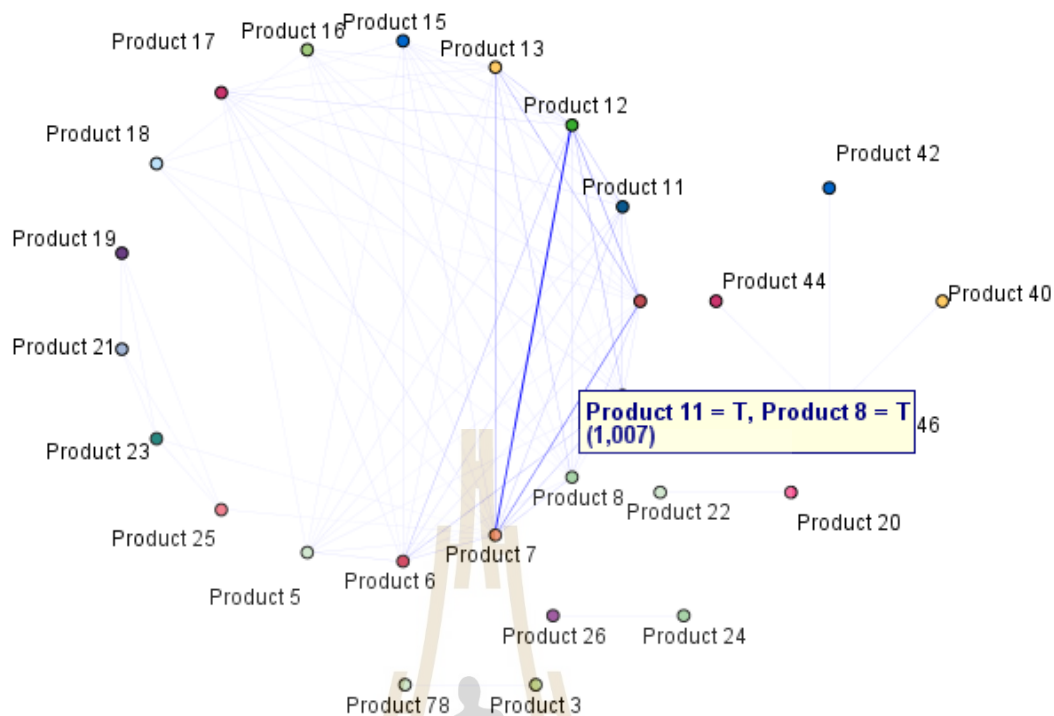 Product 15
Product 16
Product 17
Product 13
Product 12
Product 18
Product 42
Product 11
Product 19
Product 44
Product 40
Product 21
Product 11 = T, Product 8 = T
(1,007)
46
Product 23
Product 8
Product 22
Product 20
Product 25
Product 7
Product 6
Product 5
Product 26
Product 24
Product 78
Product 3